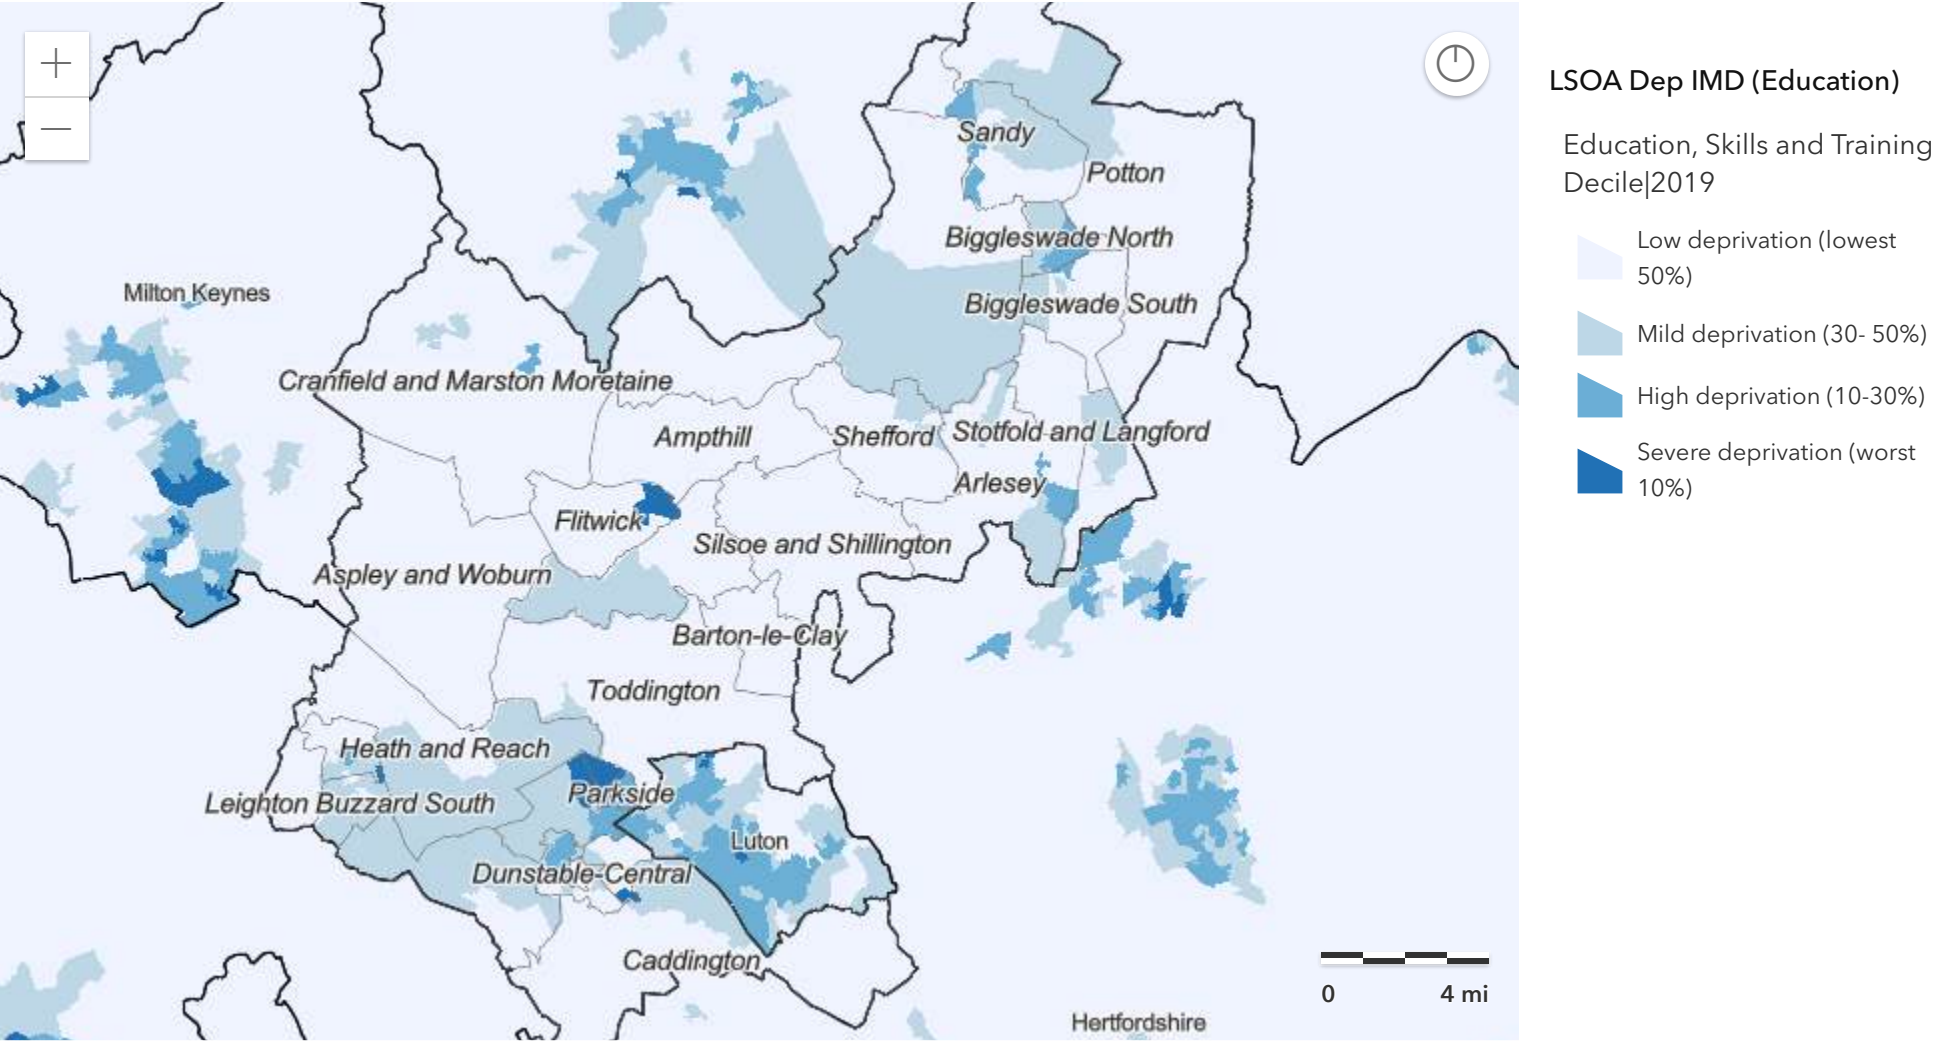 LSOA Dep IMD (Education)
Education, Skills and Training
Decile|2019
Low deprivation (lowest
50%)
Mild deprivation (30- 50%)
High deprivation (10-30%)
Severe deprivation (worst
10%)
Sandy
Potton
Biggleswade North
Milton Keynes
Biggleswade South
Cranfield and Marston Moretaine
Ampthill
Shefford
Stotfold and Langford
Arlesey
Flitwick
Silsoe and Shillington
Aspley and Woburn
Barton-le-Clay
Toddington
Heath and Reach
Parkside
Leighton Buzzard South
Luton
Dunstable-Central
Caddington
0 4 mi
Hertfordshire